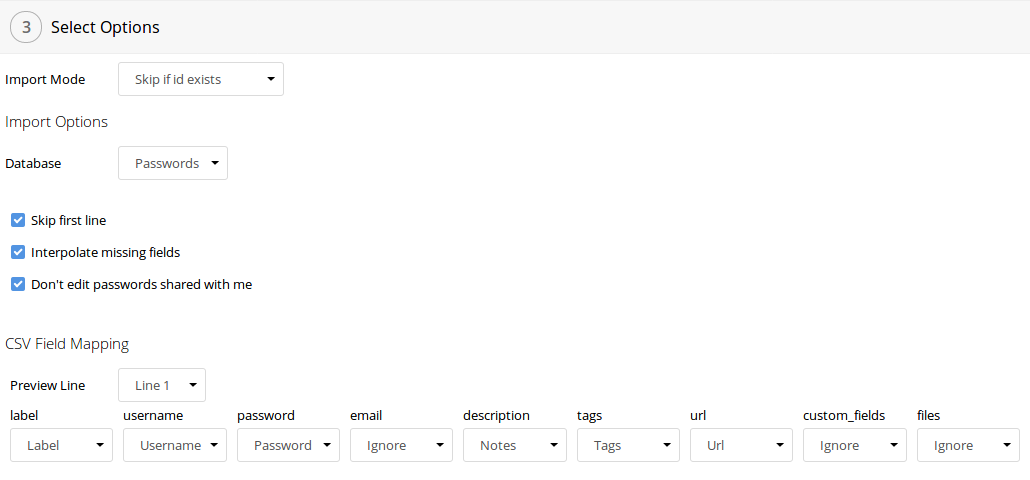 3 Select Options
Import Mode Skip if id exists
Import Options
Database Passwords
Skip first line
Interpolate missing fields
Don't edit passwords shared with me
CSV Field Mapping
Preview Line Line 1
label username password email description tags url custom_fields files
Label Username Password Ignore Notes Tags Url Ignore Ignore